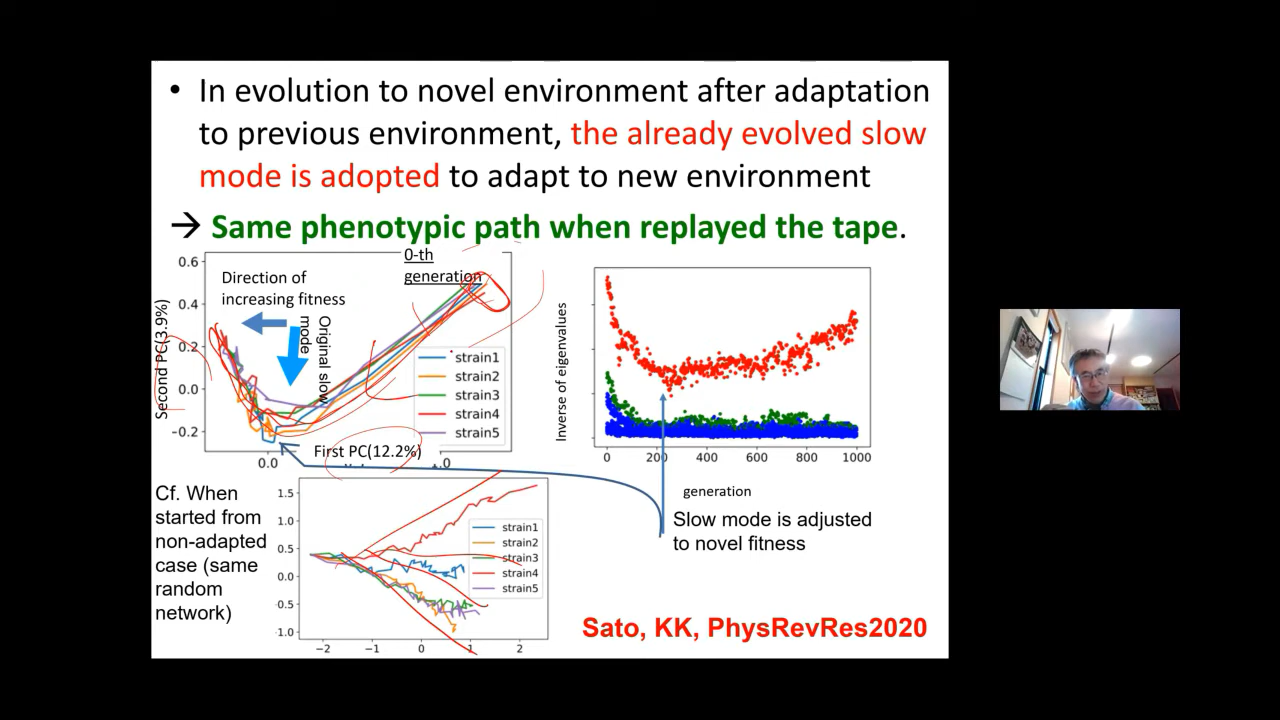 • In evolution to novel environment after adaptation
to previous environment, the already evolved slow
mode is adopted to adapt to new environment
→ Same phenotypic path when replayed the tape.
0-th
generation
Direction of
increasing fitness
Original slow
mode
Second PC(3.9%)
0.6
0.4
0.2
0.0
−0.2
strain1
strain2
strain3
strain4
strain5
0.0
First PC(12.2%)
Inverse of eigenvalues
0 200 400 600 800 1000
generation
Slow mode is adjusted
to novel fitness
Cf. When
started from
non-adapted
case (same
random
network)
1.5
1.0
0.5
0.0
-0.5
-1.0
strain1
strain2
strain3
strain4
strain5
−2 −1 0 1 2
Sato, KK, PhysRevRes2020